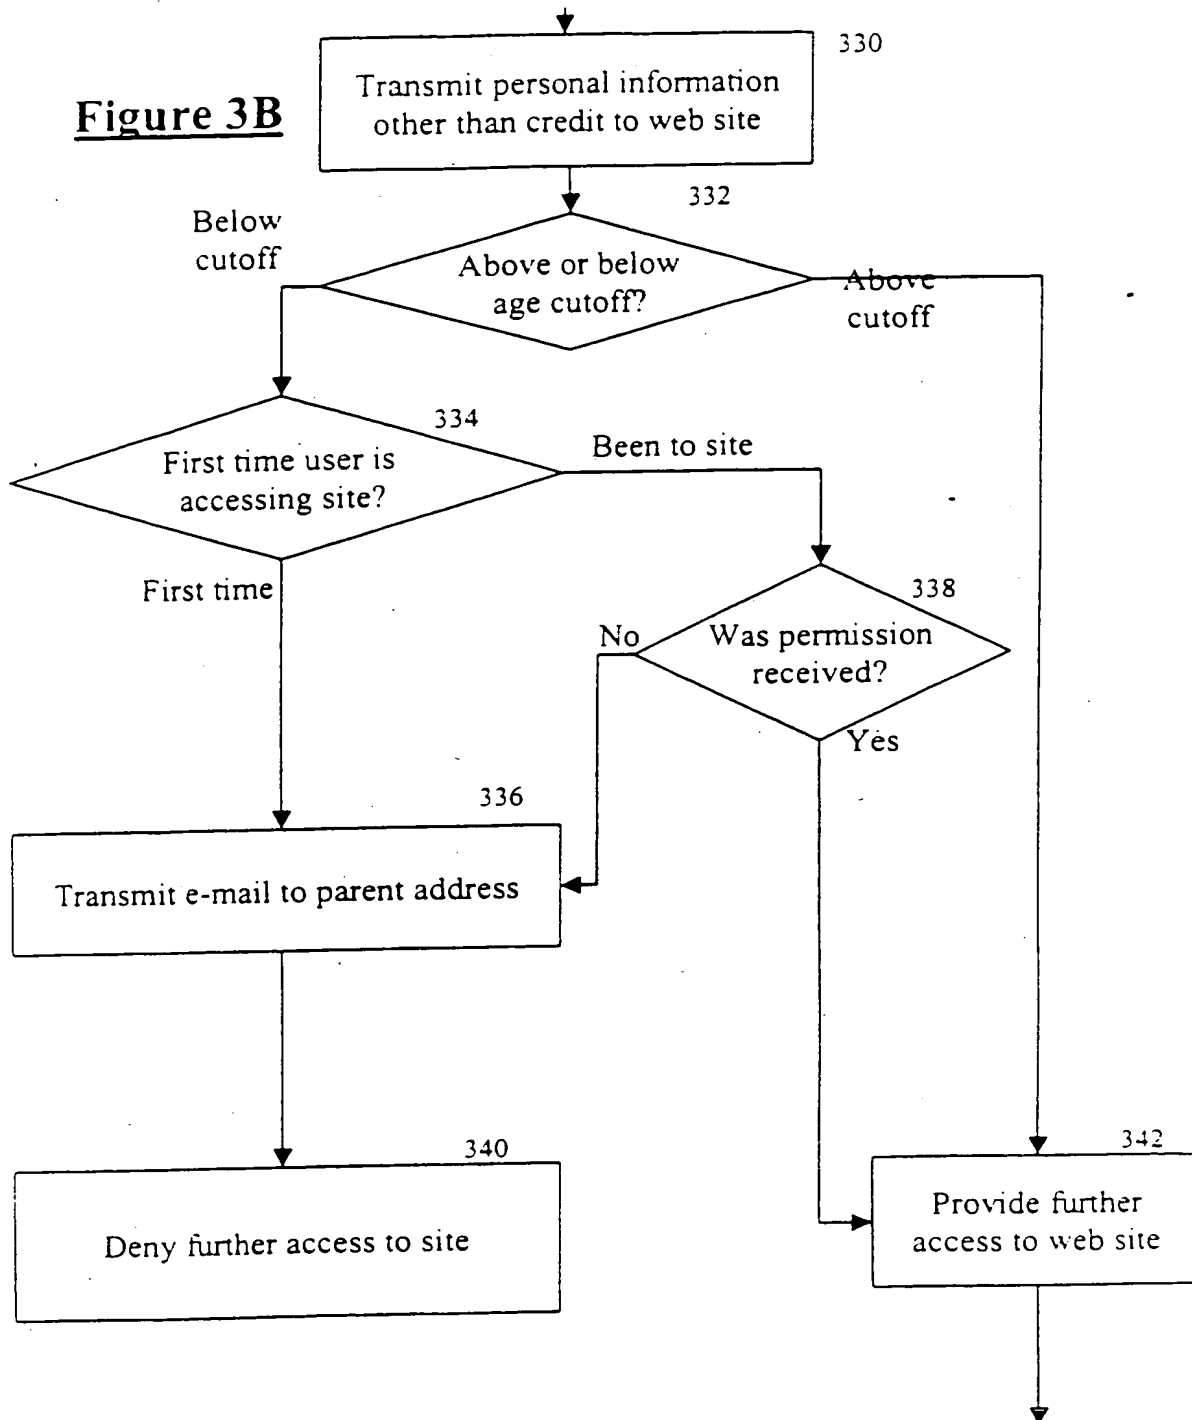 330
Transmit personal information
other than credit to web site
Figure 3B
332
Below
cutoff
Above or below
age cutoff?
Above
cutoff
334
First time user is
accessing site?
Been to site
First time
338
No
Was permission
received?
Yes
336
Transmit e-mail to parent address
340
Deny further access to site
342
Provide further
access to web site